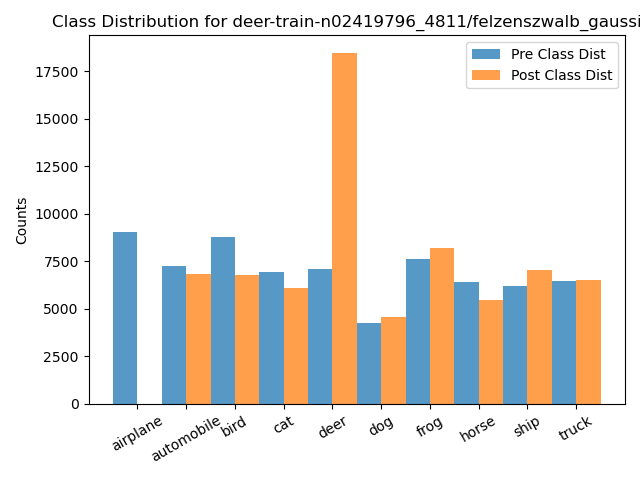 Class Distribution for deer-train-n02419796_4811/felzenszwalb_gaussi
Pre Class Dist
Post Class Dist
Counts
17500
15000
12500
10000
7500
5000
2500
0
airplane
automobile
bird
cat
deer
dog
frog
horse
ship
truck